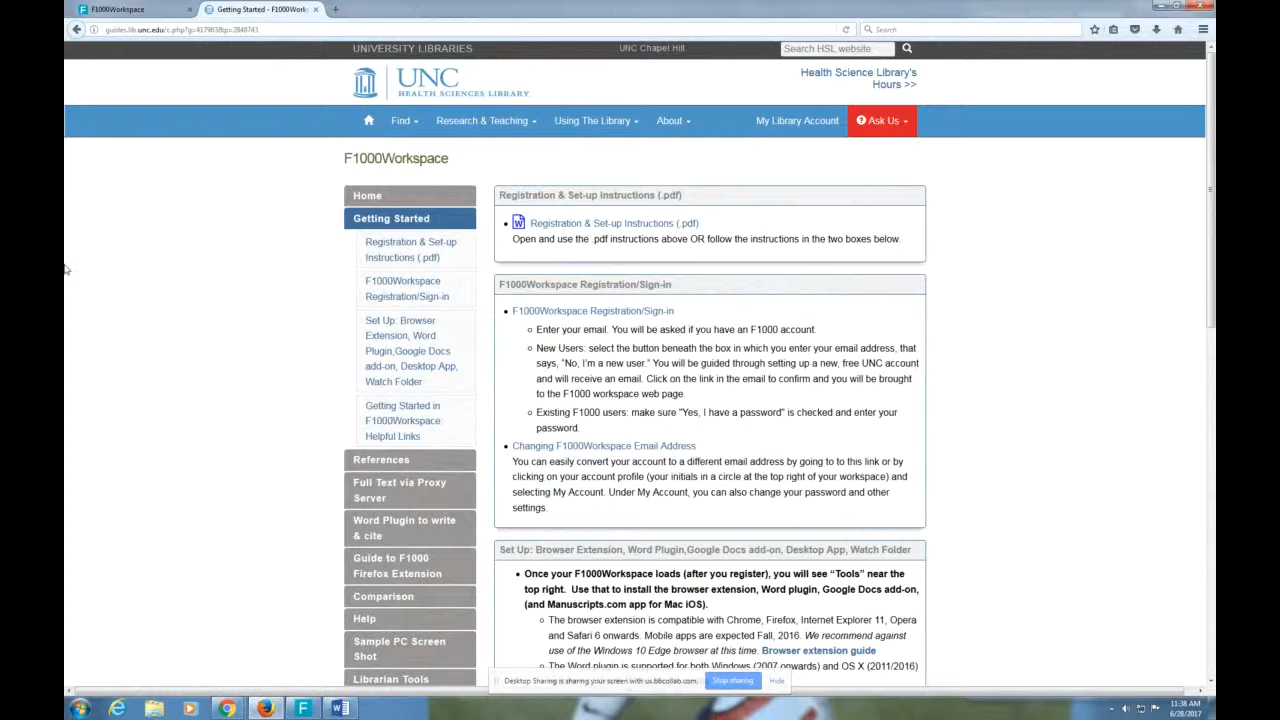 F1000Workspace
Getting Started - F1000Work
guides.lib.unc.edu/c.php?g=417983&p=2848743
Search
UNIVERSITY LIBRARIES
UNC Chapel Hill
Search HSL website
UNC
HEALTH SCIENCES LIBRARY
Health Science Library's
Hours >>
Find
Research & Teaching
Using The Library
About
My Library Account
Ask Us
F1000Workspace
Home
Getting Started
Registration & Set-up
Instructions (.pdf)
F1000Workspace
Registration/Sign-in
Set Up: Browser
Extension, Word
Plugin,Google Docs
add-on, Desktop App,
Watch Folder
Getting Started in
F1000Workspace:
Helpful Links
References
Full Text via Proxy
Server
Word Plugin to write
& cite
Guide to F1000
Firefox Extension
Comparison
Help
Sample PC Screen
Shot
Librarian Tools
Registration & Set-up Instructions (.pdf)
Registration & Set-up Instructions (.pdf)
Open and use the .pdf instructions above OR follow the instructions in the two boxes below.
F1000Workspace Registration/Sign-in
F1000Workspace Registration/Sign-in
Enter your email. You will be asked if you have an F1000 account.
New Users: select the button beneath the box in which you enter your email address, that
says, "No, I'm a new user." You will be guided through setting up a new, free UNC account
and will receive an email. Click on the link in the email to confirm and you will be brought
to the F1000 workspace web page.
Existing F1000 users: make sure "Yes, I have a password" is checked and enter your
password.
Changing F1000Workspace Email Address
You can easily convert your account to a different email address by going to to this link or by
clicking on your account profile (your initials in a circle at the top right of your workspace) and
selecting My Account. Under My Account, you can also change your password and other
settings.
Set Up: Browser Extension, Word Plugin,Google Docs add-on, Desktop App, Watch Folder
Once your F1000Workspace loads (after you register), you will see “Tools” near the
top right. Use that to install the browser extension, Word plugin, Google Docs add-on,
(and Manuscripts.com app for Mac iOS).
The browser extension is compatible with Chrome, Firefox, Internet Explorer 11, Opera
and Safari 6 onwards. Mobile apps are expected Fall, 2016. We recommend against
use of the Windows 10 Edge browser at this time. Browser extension guide
The Word plugin is supported for both Windows (2007 onwards) and OS X (2011/2016)
Desktop Sharing is sharing your screen with us.bbcollab.com.
Stop sharing
Hide
11:38 AM
6/28/2017